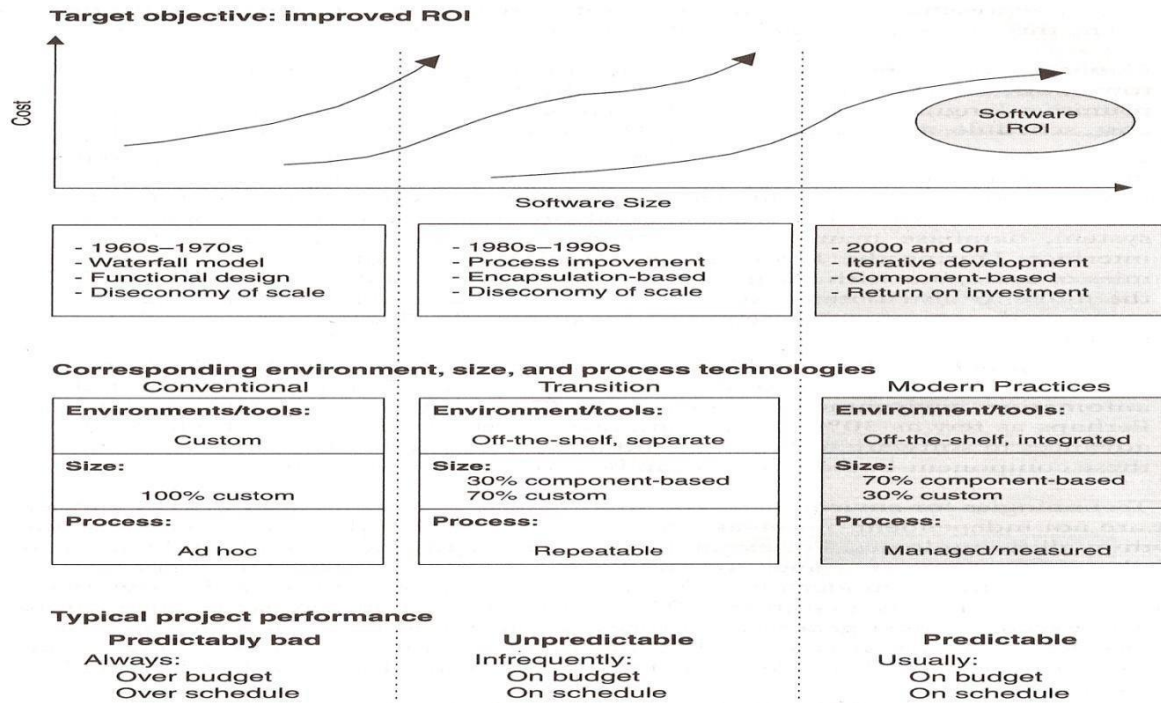 Target objective: improved ROI
Cost
Software
ROI
Software Size
- 1960s–1970s
- Waterfall model
- Functional design
- Diseconomy of scale
- 1980s–1990s
- Process impovement
- Encapsulation-based
- Diseconomy of scale
- 2000 and on
- Iterative development
- Component-based
- Return on investment
Corresponding environment, size, and process technologies
Conventional
Environments/tools:
Custom
Size:
100% custom
Process:
Ad hoc
Transition
Environment/tools:
Off-the-shelf, separate
Size:
30% component-based
70% custom
Process:
Repeatable
Modern Practices
Environment/tools:
Off-the-shelf, integrated
Size:
70% component-based
30% custom
Process:
Managed/measured
Typical project performance
Predictably bad
Always:
Over budget
Over schedule
Unpredictable
Infrequently:
On budget
On schedule
Predictable
Usually:
On budget
On schedule